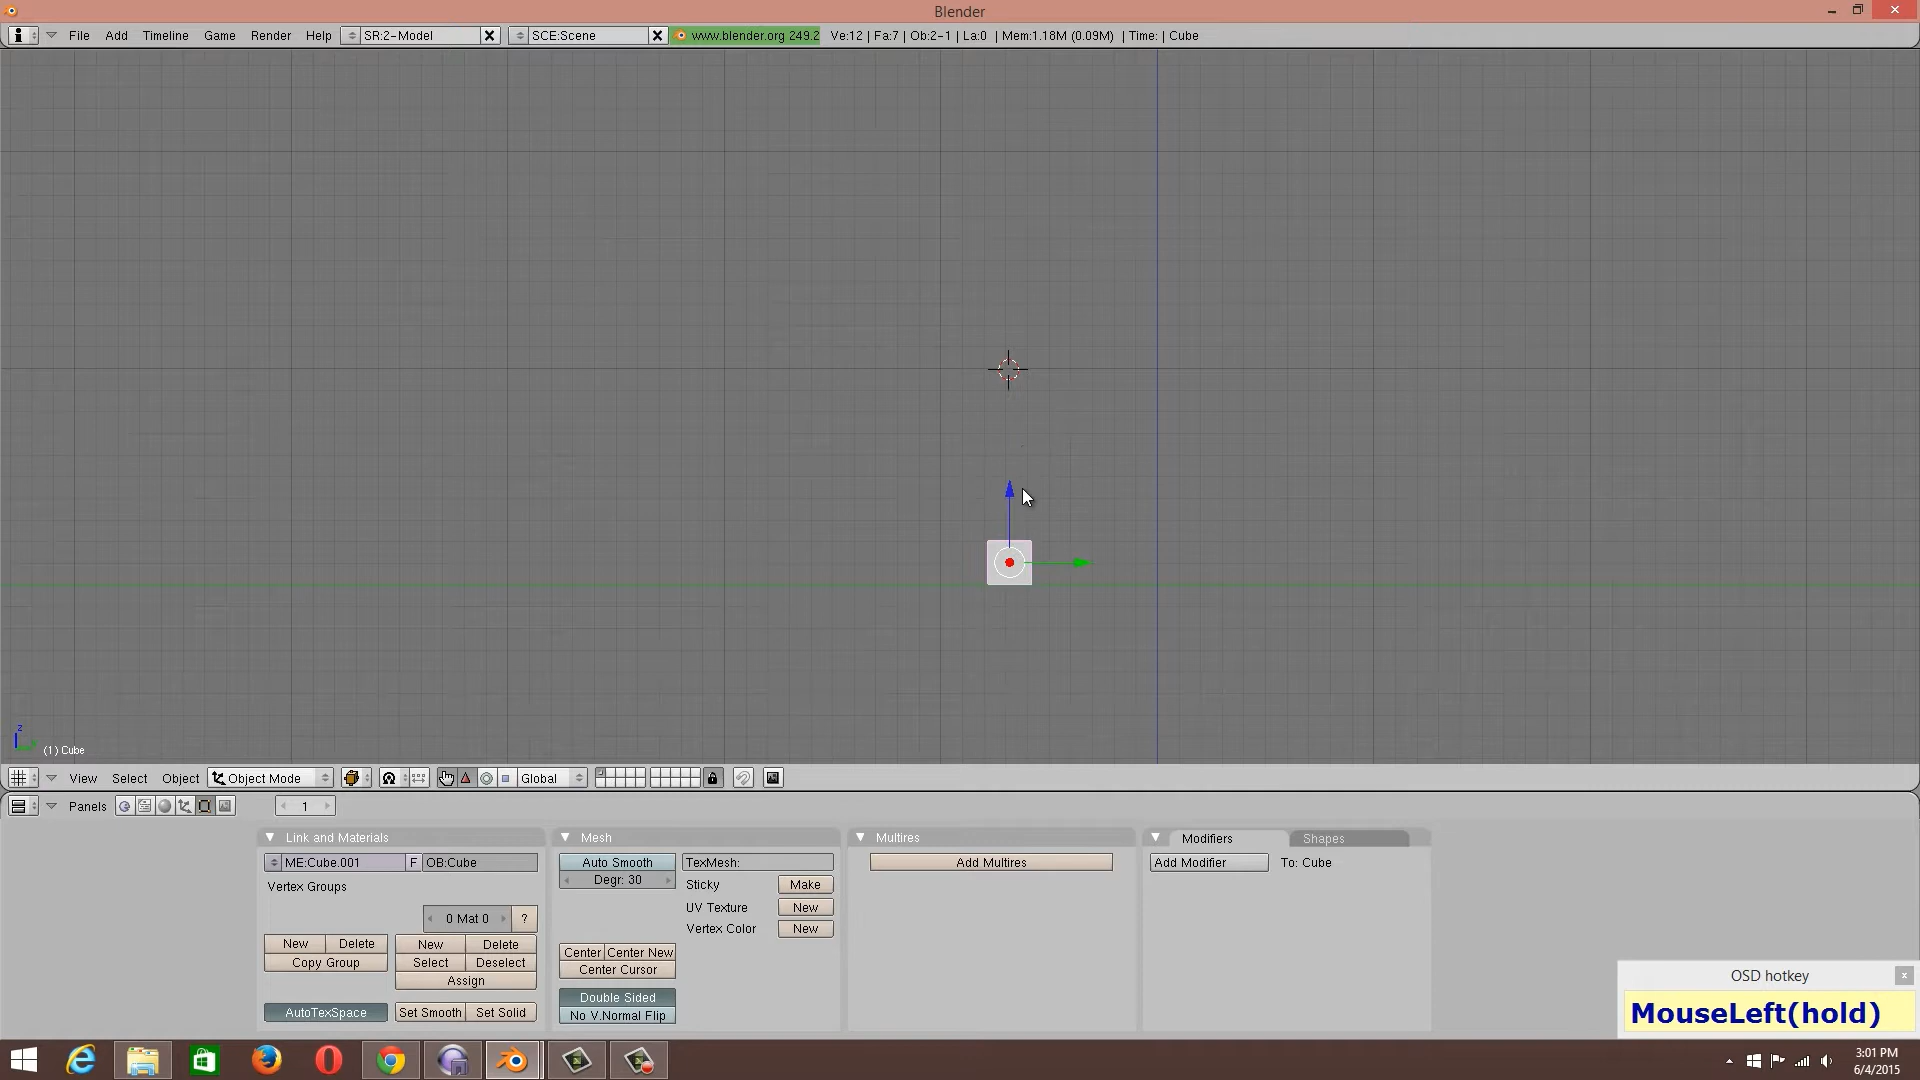 Blender
File Add Timeline Game Render Help SR:2-Model SCE:Scene www.blender.org 249.2 Ve:12 | Fa:7 | Ob:2-1 | La:0 | Mem:1.18M (0.09M) | Time: | Cube
z
(1) Cube
View Select Object Object Mode Global
Panels 1
Link and Materials Mesh Multires Modifiers Shapes
ME:Cube.001 F OB:Cube Auto Smooth TexMesh: Add Multires Add Modifier To: Cube
Degr: 30
Vertex Groups Sticky Make
UV Texture New
0 Mat 0 ? Vertex Color New
New Delete New Delete Center Center New
Copy Group Select Deselect Center Cursor
Assign
Double Sided
AutoTexSpace Set Smooth Set Solid No V.Normal Flip
OSD hotkey x
MouseLeft(hold)
3:01 PM
6/4/2015